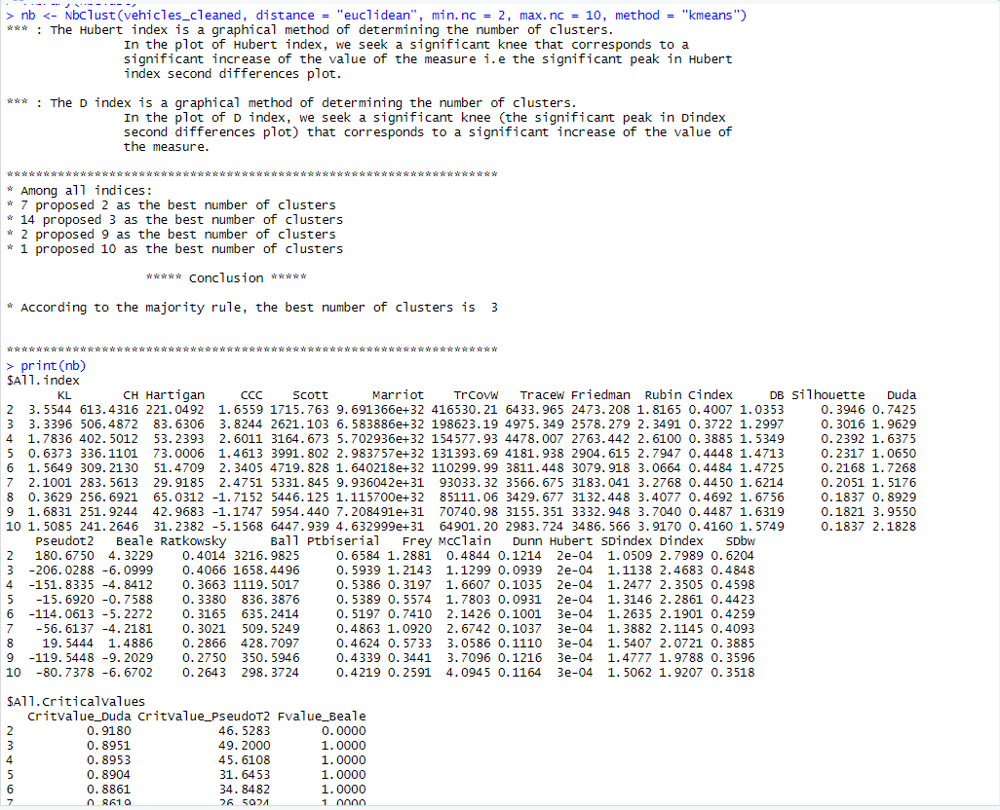 > nb <- NbClust(vehicles_cleaned, distance = "euclidean", min.nc = 2, max.nc = 10, method = "kmeans")
*** : The Hubert index is a graphical method of determining the number of clusters.
In the plot of Hubert index, we seek a significant knee that corresponds to a
significant increase of the value of the measure i.e the significant peak in Hubert
index second differences plot.
*** : The D index is a graphical method of determining the number of clusters.
In the plot of D index, we seek a significant knee (the significant peak in Dindex
second differences plot) that corresponds to a significant increase of the value of
the measure.
*******************************************************************
* Among all indices:
* 7 proposed 2 as the best number of clusters
* 14 proposed 3 as the best number of clusters
* 2 proposed 9 as the best number of clusters
* 1 proposed 10 as the best number of clusters
***** Conclusion *****
* According to the majority rule, the best number of clusters is  3
*******************************************************************
> print(nb)
$All.index
KL CH Hartigan CCC Scott Marriot TrCovW TraceW Friedman Rubin Cindex DB Silhouette Duda
2 3.5544 613.4316 221.0492 1.6559 1715.763 9.691366e+32 416530.21 6433.965 2473.208 1.8165 0.4007 1.0353 0.3946 0.7425
3 3.3396 506.4872 83.6306 3.8244 2621.103 6.583886e+32 198623.19 4975.349 2578.279 2.3491 0.3722 1.2997 0.3016 1.9629
4 1.7836 402.5012 53.2393 2.6011 3164.673 5.702936e+32 154577.93 4478.007 2763.442 2.6100 0.3885 1.5349 0.2392 1.6375
5 0.6373 336.1101 73.0006 1.4613 3991.802 2.983757e+32 131393.69 4181.938 2904.615 2.7947 0.4448 1.4713 0.2317 1.0650
6 1.5649 309.2130 51.4709 2.3405 4719.828 1.640218e+32 110299.99 3811.448 3079.918 3.0664 0.4484 1.4725 0.2168 1.7268
7 2.1001 283.5613 29.9185 2.4751 5331.845 9.936042e+31 93033.32 3566.675 3183.041 3.2768 0.4450 1.6214 0.2051 1.5176
8 0.3629 256.6921 65.0312 -1.7152 5446.125 1.115700e+32 85111.06 3429.677 3132.448 3.4077 0.4692 1.6756 0.1837 0.8929
9 1.6831 251.9244 42.9683 -1.1747 5954.440 7.208491e+31 70740.98 3155.351 3332.948 3.7040 0.4487 1.6319 0.1821 3.9550
10 1.5085 241.2646 31.2382 -5.1568 6447.939 4.632999e+31 64901.20 2983.724 3486.566 3.9170 0.4160 1.5749 0.1837 2.1828
Pseudot2 Beale Ratkowsky Ball Ptbiserial Frey McClain Dunn Hubert SDindex Dindex SDbw
2 180.6750 4.3229 0.4014 3216.9825 0.6584 1.2881 0.4844 0.1214 2e-04 1.0509 2.7989 0.6204
3 -206.0288 -6.0999 0.4066 1658.4496 0.5939 1.2143 1.1299 0.0939 2e-04 1.1138 2.4683 0.4848
4 -151.8335 -4.8412 0.3663 1119.5017 0.5386 0.3197 1.6607 0.1035 2e-04 1.2477 2.3505 0.4598
5 -15.6920 -0.7588 0.3380 836.3876 0.5389 0.5574 1.7803 0.0931 2e-04 1.3146 2.2861 0.4423
6 -114.0613 -5.2272 0.3165 635.2414 0.5197 0.7410 2.1426 0.1001 3e-04 1.2635 2.1901 0.4259
7 -56.6137 -4.2181 0.3021 509.5249 0.4863 1.0920 2.6742 0.1037 3e-04 1.3882 2.1145 0.4093
8 19.5444 1.4886 0.2866 428.7097 0.4624 0.5733 3.0586 0.1110 3e-04 1.5407 2.0721 0.3885
9 -119.5448 -9.2029 0.2750 350.5946 0.4339 0.3441 3.7096 0.1216 3e-04 1.4777 1.9788 0.3596
10 -80.7378 -6.6702 0.2643 298.3724 0.4219 0.2591 4.0945 0.1164 3e-04 1.5062 1.9207 0.3518
$All.CriticalValues
CritValue_Duda CritValue_PseudoT2 Fvalue_Beale
2 0.9180 46.5283 0.0000
3 0.8951 49.2000 1.0000
4 0.8953 45.6108 1.0000
5 0.8904 31.6453 1.0000
6 0.8861 34.8482 1.0000
7 0.8619 26.5924 1.0000